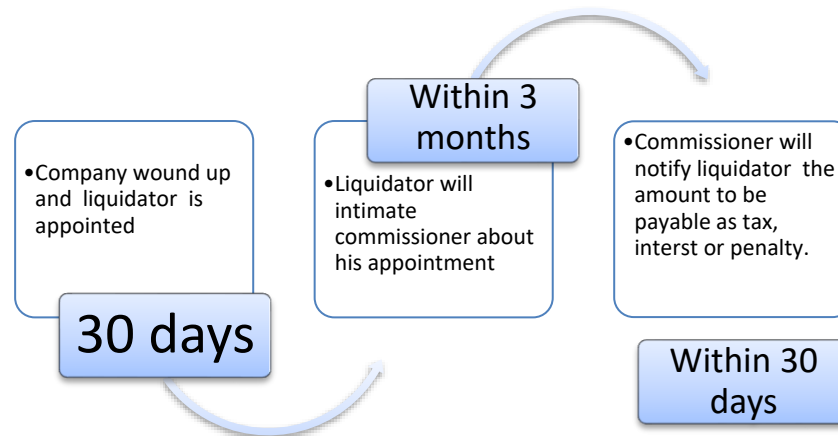 •Company wound up
and liquidator is
appointed
30 days
Within 3
months
•Liquidator will
intimate
commissioner about
his appointment
•Commissioner will
notify liquidator the
amount to be
payable as tax,
interst or penalty.
Within 30
days